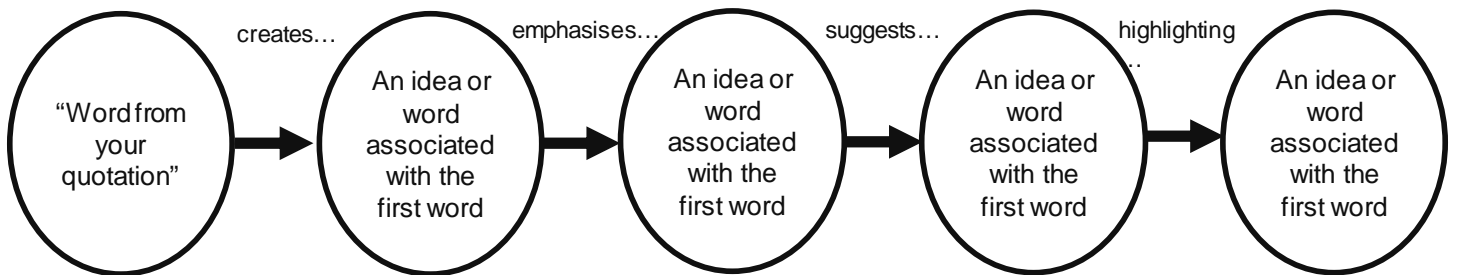 creates…
emphasises…
suggests…
highlighting
…
“Word from
your
quotation”
An idea or
word
associated
with the
first word
An idea or
word
associated
with the
first word
An idea or
word
associated
with the
first word
An idea or
word
associated
with the
first word